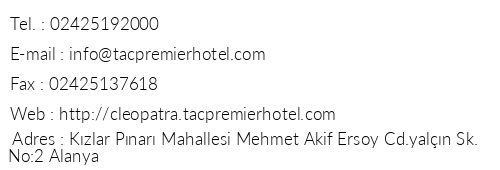 Tel. : 02425192000
E-mail : info@tacpremierhotel.com
Fax : 02425137618
Web : http://cleopatra.tacpremierhotel.com
Adres : Kızlar Pınarı Mahallesi Mehmet Akif Ersoy Cd.yalçın Sk.
No:2 Alanya